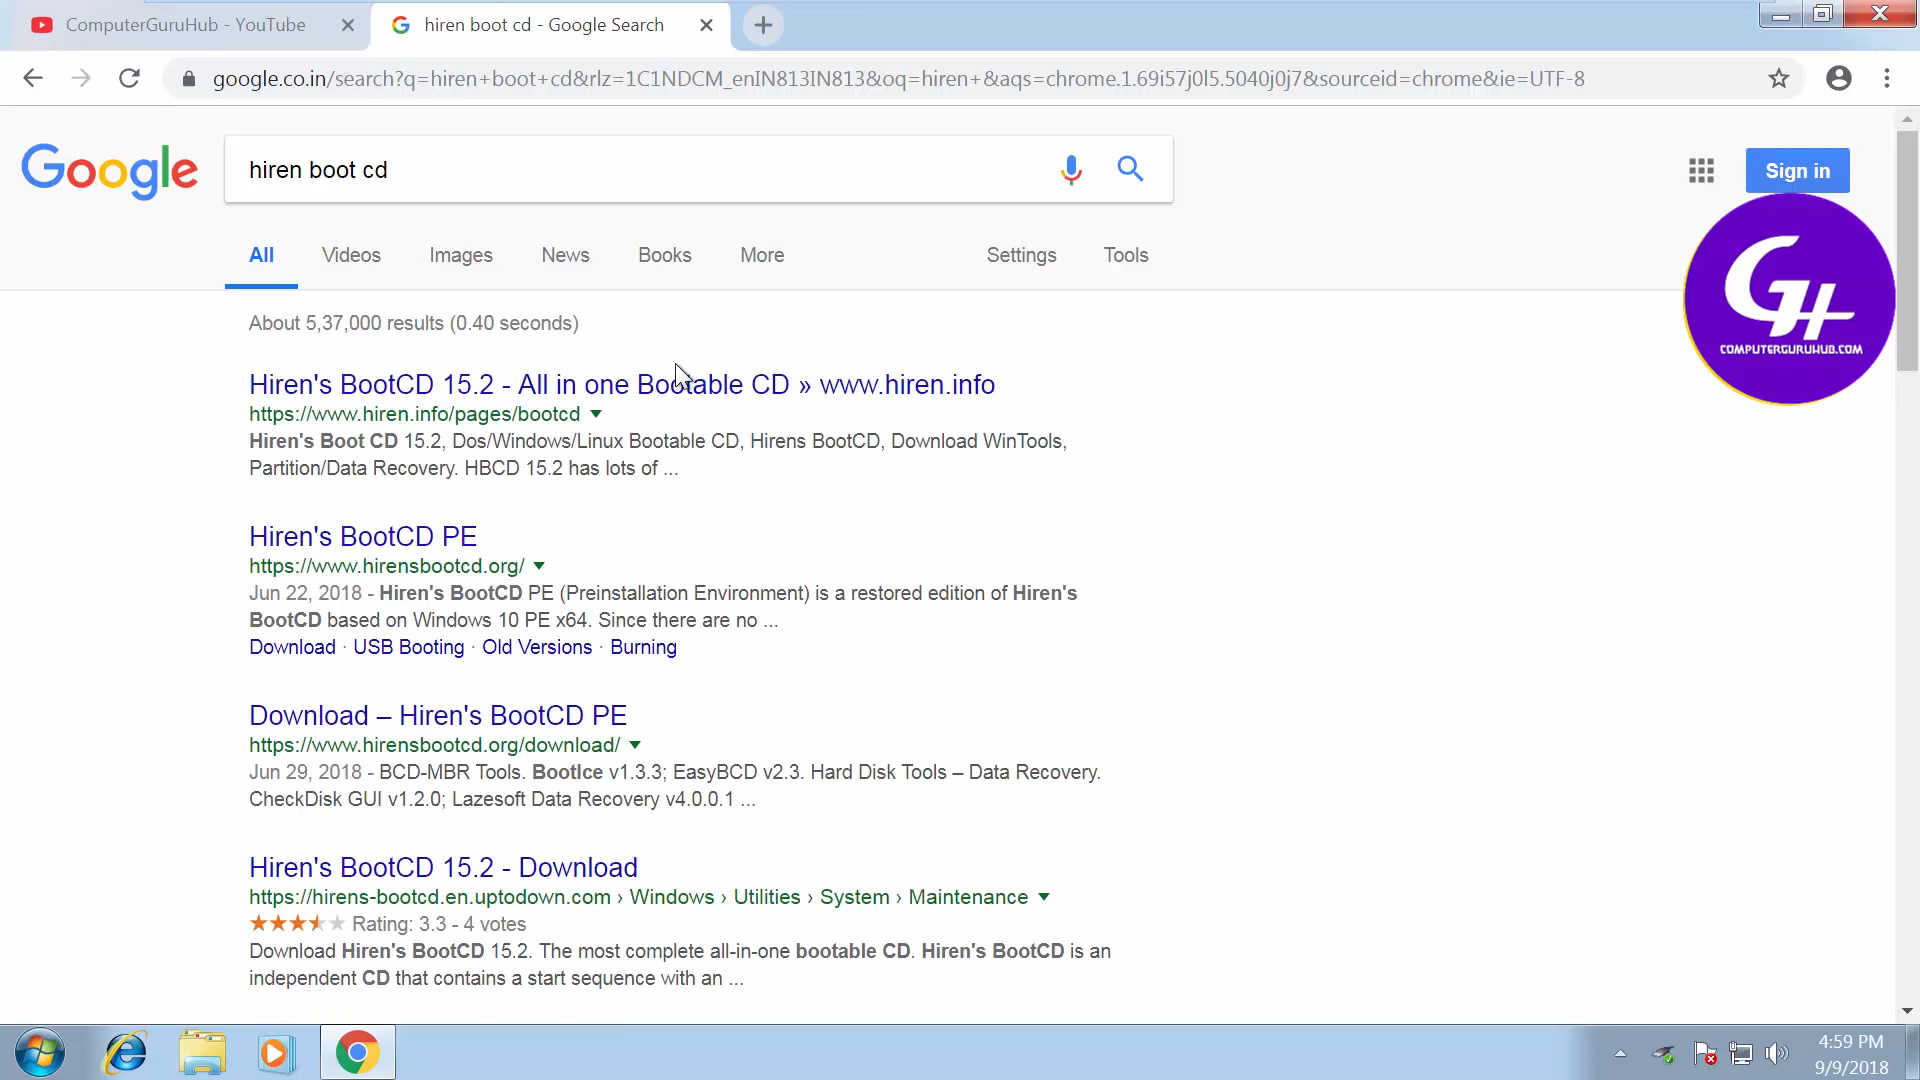 ComputerGuruHub - YouTube
hiren boot cd - Google Search
google.co.in/search?q=hiren+boot+cd&rlz=1C1NDCM_enIN813IN813&oq=hiren+&aqs=chrome.1.69i57j0l5.5040j0j7&sourceid=chrome&ie=UTF-8
Google
hiren boot cd
Sign in
All Videos Images News Books More Settings Tools
GH
COMPUTERGURUHUB.COM
About 5,37,000 results (0.40 seconds)
Hiren's BootCD 15.2 - All in one Bootable CD » www.hiren.info
https://www.hiren.info/pages/bootcd
Hiren's Boot CD 15.2, Dos/Windows/Linux Bootable CD, Hirens BootCD, Download WinTools,
Partition/Data Recovery. HBCD 15.2 has lots of ...
Hiren's BootCD PE
https://www.hirensbootcd.org/
Jun 22, 2018 - Hiren's BootCD PE (Preinstallation Environment) is a restored edition of Hiren's
BootCD based on Windows 10 PE x64. Since there are no ...
Download · USB Booting · Old Versions · Burning
Download – Hiren's BootCD PE
https://www.hirensbootcd.org/download/
Jun 29, 2018 - BCD-MBR Tools. BootIce v1.3.3; EasyBCD v2.3. Hard Disk Tools – Data Recovery.
CheckDisk GUI v1.2.0; Lazesoft Data Recovery v4.0.0.1 ...
Hiren's BootCD 15.2 - Download
https://hirens-bootcd.en.uptodown.com › Windows › Utilities › System › Maintenance
Rating: 3.3 - 4 votes
Download Hiren's BootCD 15.2. The most complete all-in-one bootable CD. Hiren's BootCD is an
independent CD that contains a start sequence with an ...
4:59 PM
9/9/2018